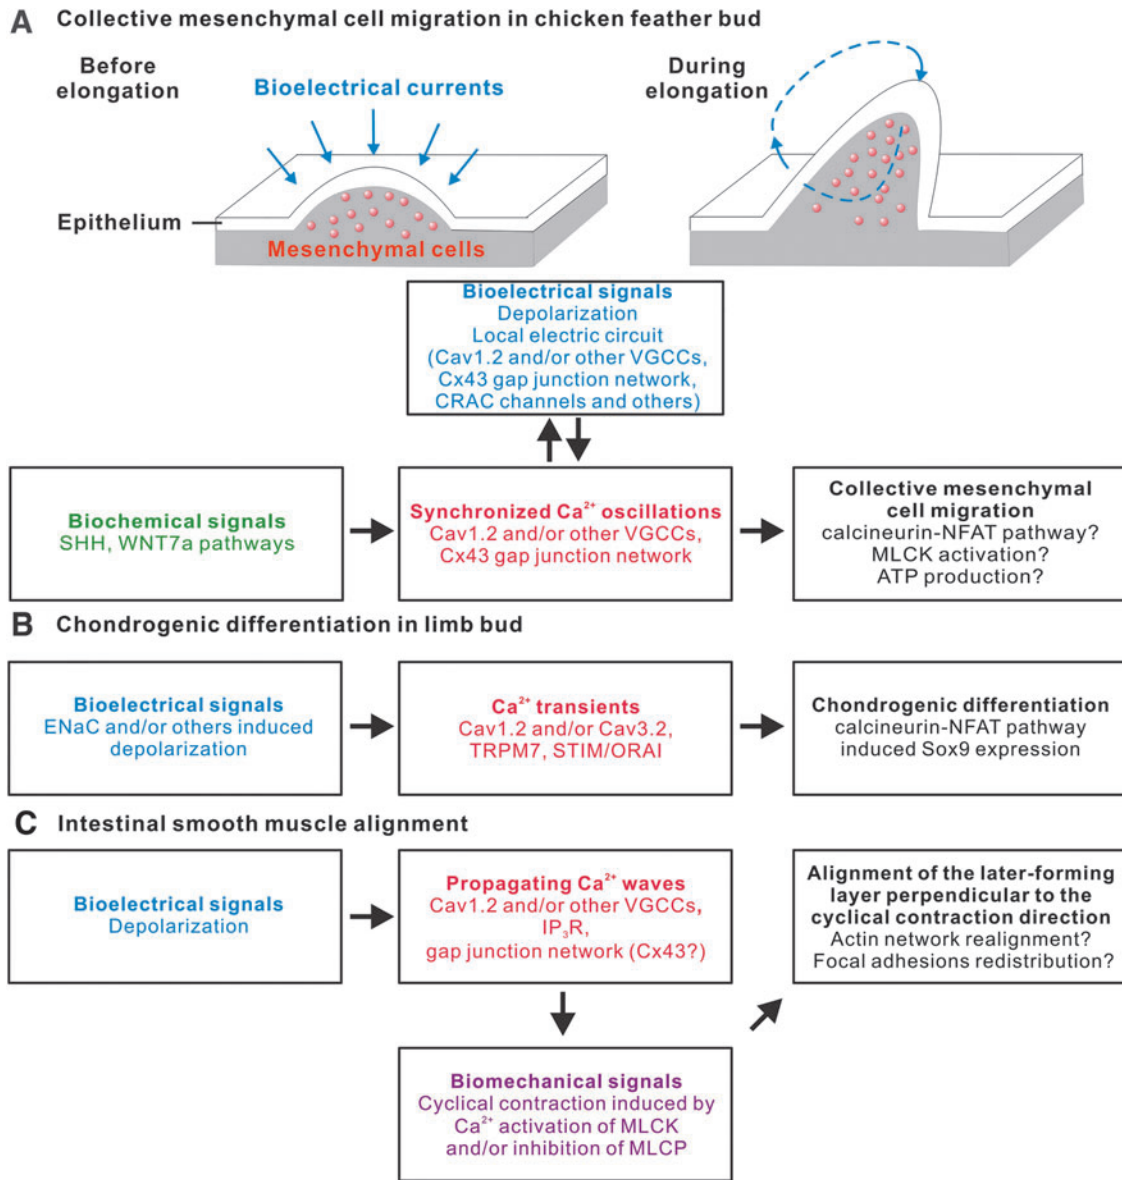 A Collective mesenchymal cell migration in chicken feather bud
Before
elongation
Bioelectrical currents
During
elongation
Epithelium
Mesenchymal cells
Bioelectrical signals
Depolarization
Local electric circuit
(Cav1.2 and/or other VGCCs,
Cx43 gap junction network,
CRAC channels and others)
Biochemical signals
SHH, WNT7a pathways
Synchronized Ca²⁺ oscillations
Cav1.2 and/or other VGCCs,
Cx43 gap junction network
Collective mesenchymal
cell migration
calcineurin-NFAT pathway?
MLCK activation?
ATP production?
B Chondrogenic differentiation in limb bud
Bioelectrical signals
ENaC and/or others induced
depolarization
Ca²⁺ transients
Cav1.2 and/or Cav3.2,
TRPM7, STIM/ORAI
Chondrogenic differentiation
calcineurin-NFAT pathway
induced Sox9 expression
C Intestinal smooth muscle alignment
Bioelectrical signals
Depolarization
Propagating Ca²⁺ waves
Cav1.2 and/or other VGCCs,
IP₃R,
gap junction network (Cx43?)
Alignment of the later-forming
layer perpendicular to the
cyclical contraction direction
Actin network realignment?
Focal adhesions redistribution?
Biomechanical signals
Cyclical contraction induced by
Ca²⁺ activation of MLCK
and/or inhibition of MLCP